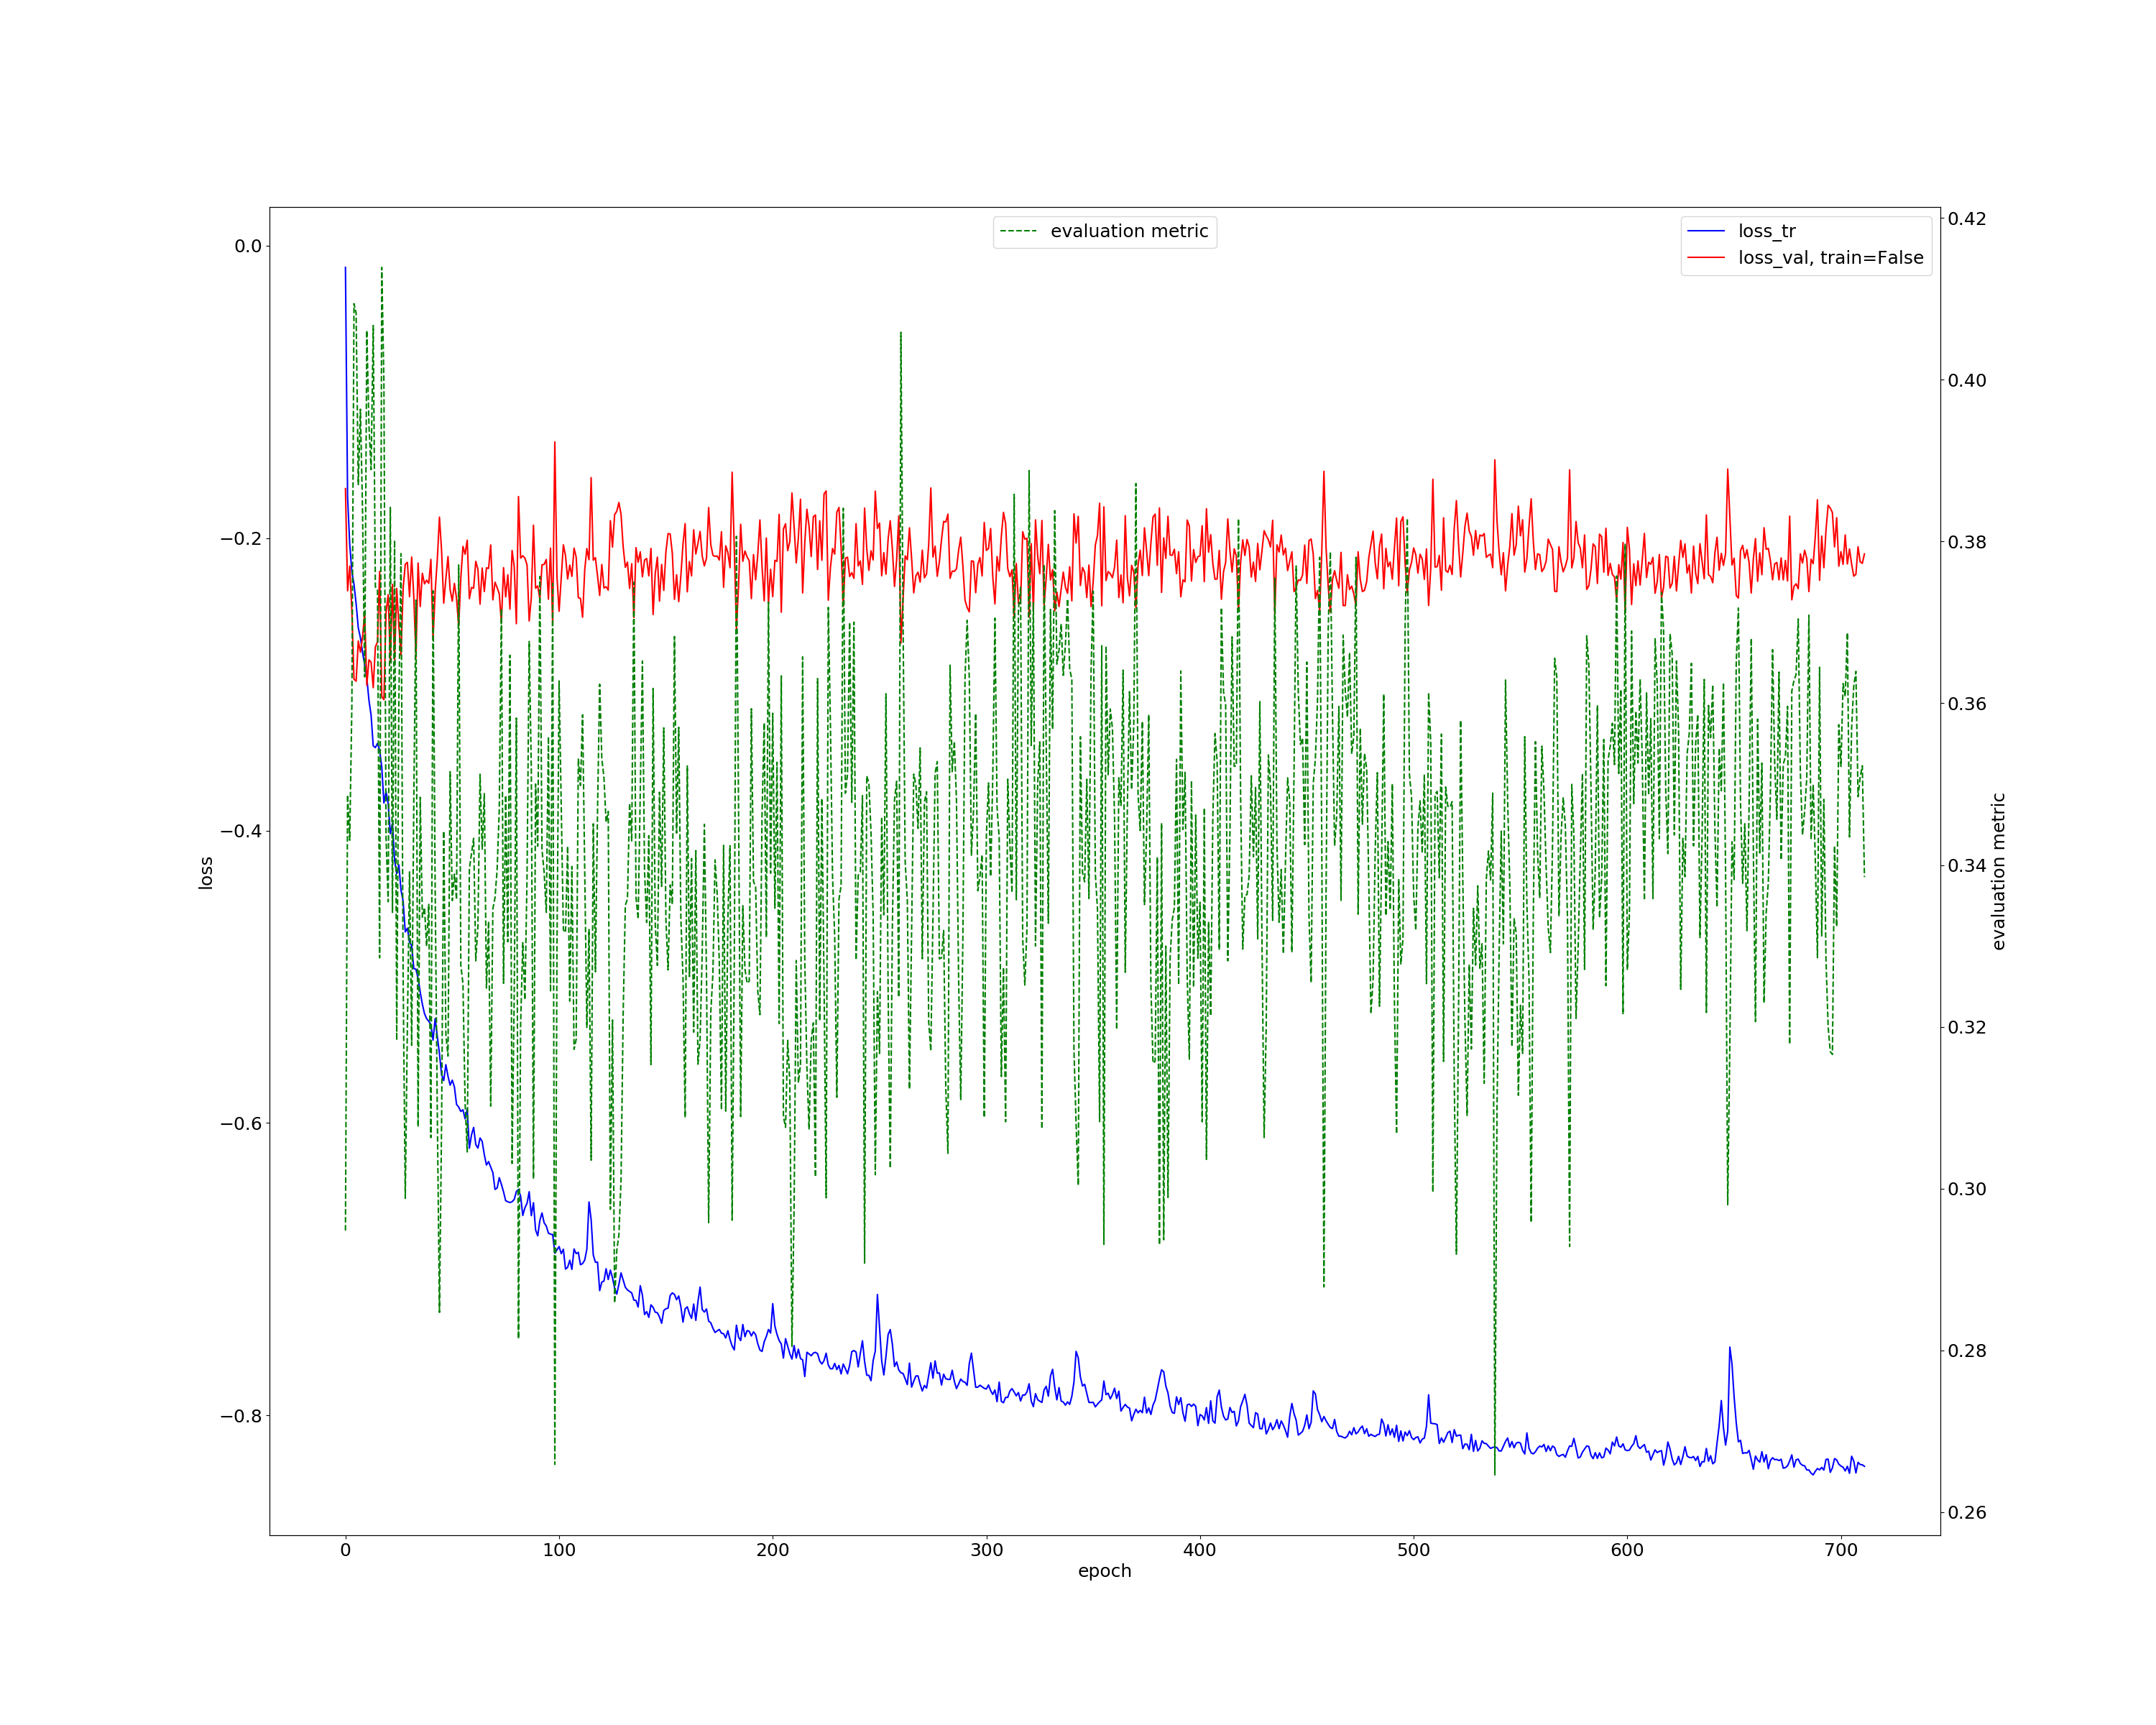 evaluation metric
loss_tr
loss_val, train=False
0.0
−0.2
−0.4
−0.6
−0.8
loss
0.42
0.40
0.38
0.36
0.34
0.32
0.30
0.28
0.26
evaluation metric
0 100 200 300 400 500 600 700
epoch